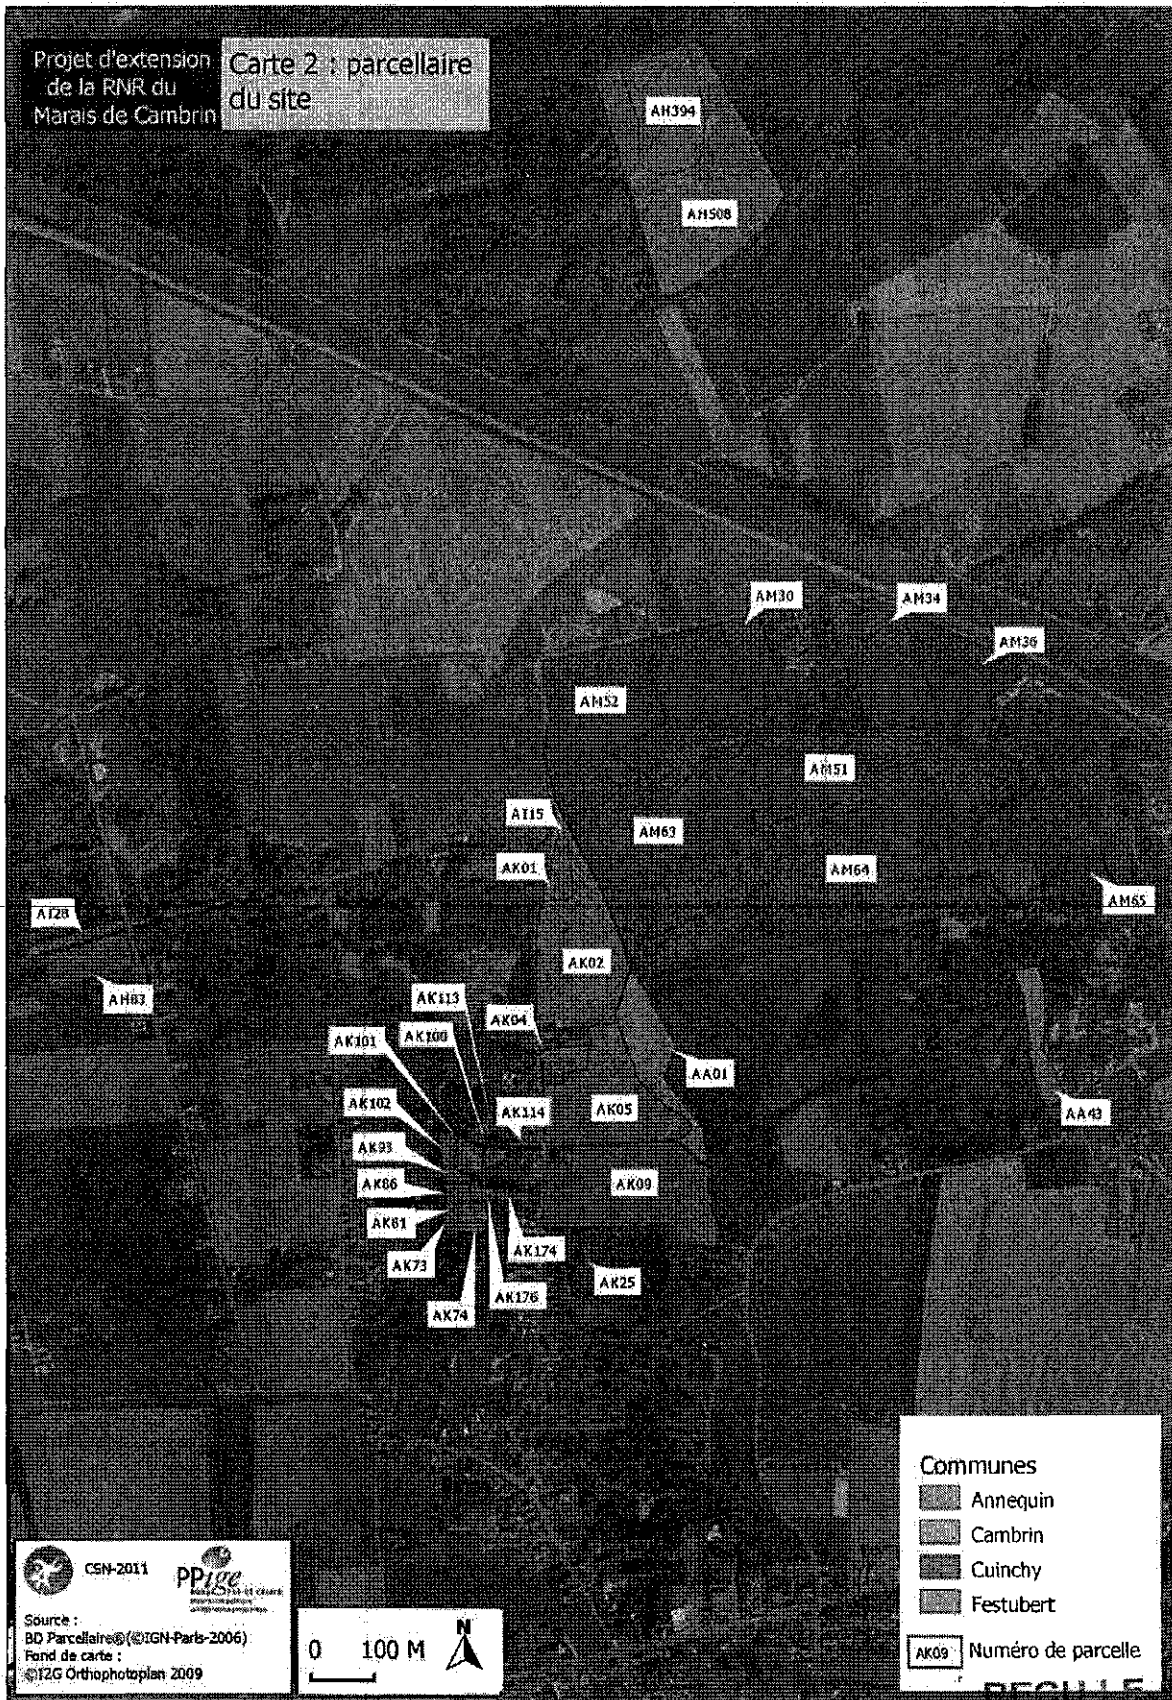 Projet d'extension
de la RNR du
Marais de Cambrin
Carte 2 : parcellaire
du site
AH394
AH508
AM30
AM34
AM36
AM52
AM51
AI15
AM63
AK01
AM64
AM65
AI28
AK02
AH83
AK113
AK04
AK100
AK101
AA01
AK102
AK114
AK05
AA43
AK93
AK86
AK09
AK81
AK174
AK73
AK25
AK176
AK74
Communes
Annequin
Cambrin
Cuinchy
Festubert
AK09 Numéro de parcelle
CSN-2011
PPige
Source :
BD Parcellaire®(©IGN-Paris-2006)
Fond de carte :
©I2G Orthophotoplan 2009
0 100 M
N